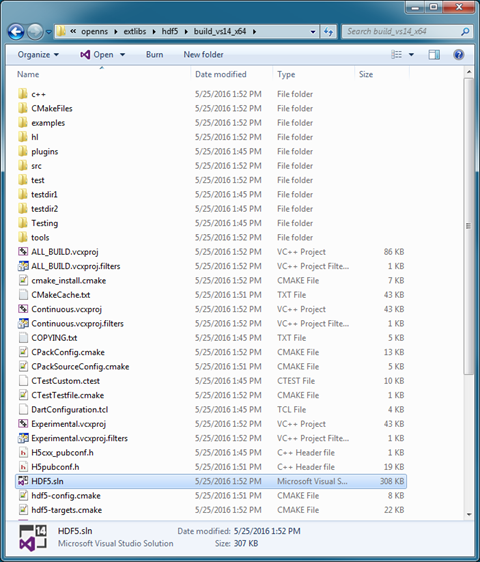 « openns ▸ extlibs ▸ hdf5 ▸ build_vs14_x64 ▸ Search build_vs14_x64
Organize ▾ Open ▾ Burn New folder
Name Date modified Type Size
c++ 5/25/2016 1:52 PM File folder
CMakeFiles 5/25/2016 1:52 PM File folder
examples 5/25/2016 1:52 PM File folder
hl 5/25/2016 1:52 PM File folder
plugins 5/25/2016 1:45 PM File folder
src 5/25/2016 1:52 PM File folder
test 5/25/2016 1:52 PM File folder
testdir1 5/25/2016 1:45 PM File folder
testdir2 5/25/2016 1:45 PM File folder
Testing 5/25/2016 1:45 PM File folder
tools 5/25/2016 1:52 PM File folder
ALL_BUILD.vcxproj 5/25/2016 1:52 PM VC++ Project 86 KB
ALL_BUILD.vcxproj.filters 5/25/2016 1:52 PM VC++ Project Filte... 1 KB
cmake_install.cmake 5/25/2016 1:52 PM CMAKE File 7 KB
CMakeCache.txt 5/25/2016 1:51 PM TXT File 43 KB
Continuous.vcxproj 5/25/2016 1:52 PM VC++ Project 43 KB
Continuous.vcxproj.filters 5/25/2016 1:52 PM VC++ Project Filte... 1 KB
COPYING.txt 5/25/2016 1:45 PM TXT File 5 KB
CPackConfig.cmake 5/25/2016 1:52 PM CMAKE File 13 KB
CPackSourceConfig.cmake 5/25/2016 1:51 PM CMAKE File 5 KB
CTestCustom.ctest 5/25/2016 1:45 PM CTEST File 10 KB
CTestTestfile.cmake 5/25/2016 1:52 PM CMAKE File 2 KB
DartConfiguration.tcl 5/25/2016 1:52 PM TCL File 4 KB
Experimental.vcxproj 5/25/2016 1:52 PM VC++ Project 43 KB
Experimental.vcxproj.filters 5/25/2016 1:52 PM VC++ Project Filte... 1 KB
H5cxx_pubconf.h 5/25/2016 1:45 PM C++ Header file 1 KB
H5pubconf.h 5/25/2016 1:51 PM C++ Header file 19 KB
HDF5.sln 5/25/2016 1:52 PM Microsoft Visual S... 308 KB
hdf5-config.cmake 5/25/2016 1:51 PM CMAKE File 8 KB
hdf5-targets.cmake 5/25/2016 1:52 PM CMAKE File 22 KB
14 HDF5.sln Date modified: 5/25/2016 1:52 PM
Microsoft Visual Studio Solution Size: 307 KB